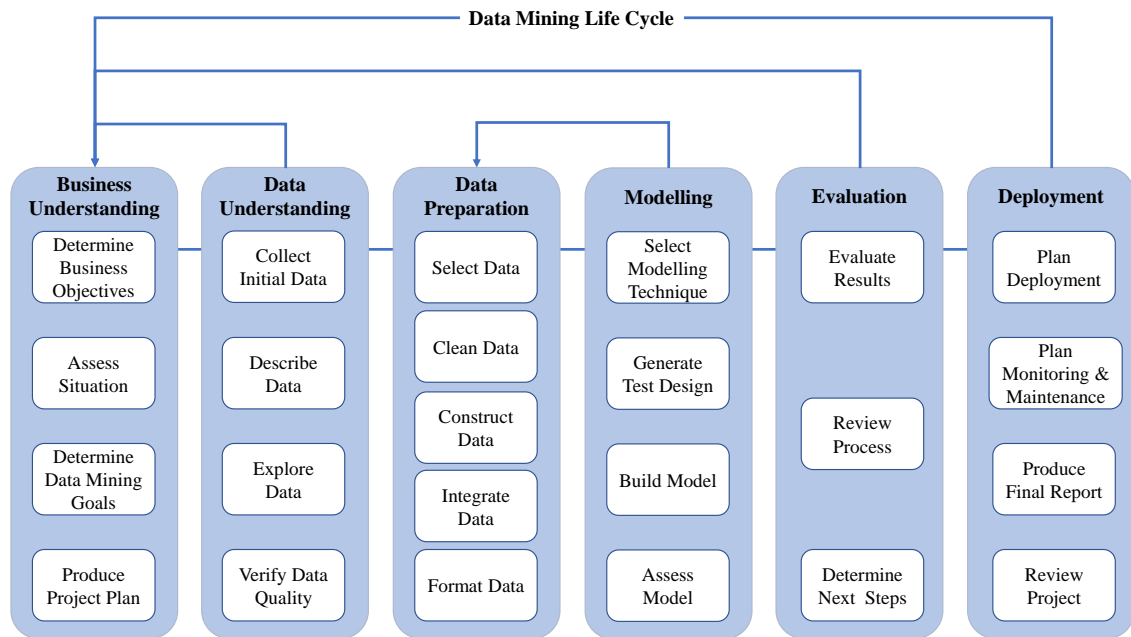 Data Mining Life Cycle
Business
Understanding
Determine
Business
Objectives
Assess
Situation
Determine
Data Mining
Goals
Produce
Project Plan
Data
Understanding
Collect
Initial Data
Describe
Data
Explore
Data
Verify Data
Quality
Data
Preparation
Select Data
Clean Data
Construct
Data
Integrate
Data
Format Data
Modelling
Select
Modelling
Technique
Generate
Test Design
Build Model
Assess
Model
Evaluation
Evaluate
Results
Review
Process
Determine
Next Steps
Deployment
Plan
Deployment
Plan
Monitoring &
Maintenance
Produce
Final Report
Review
Project